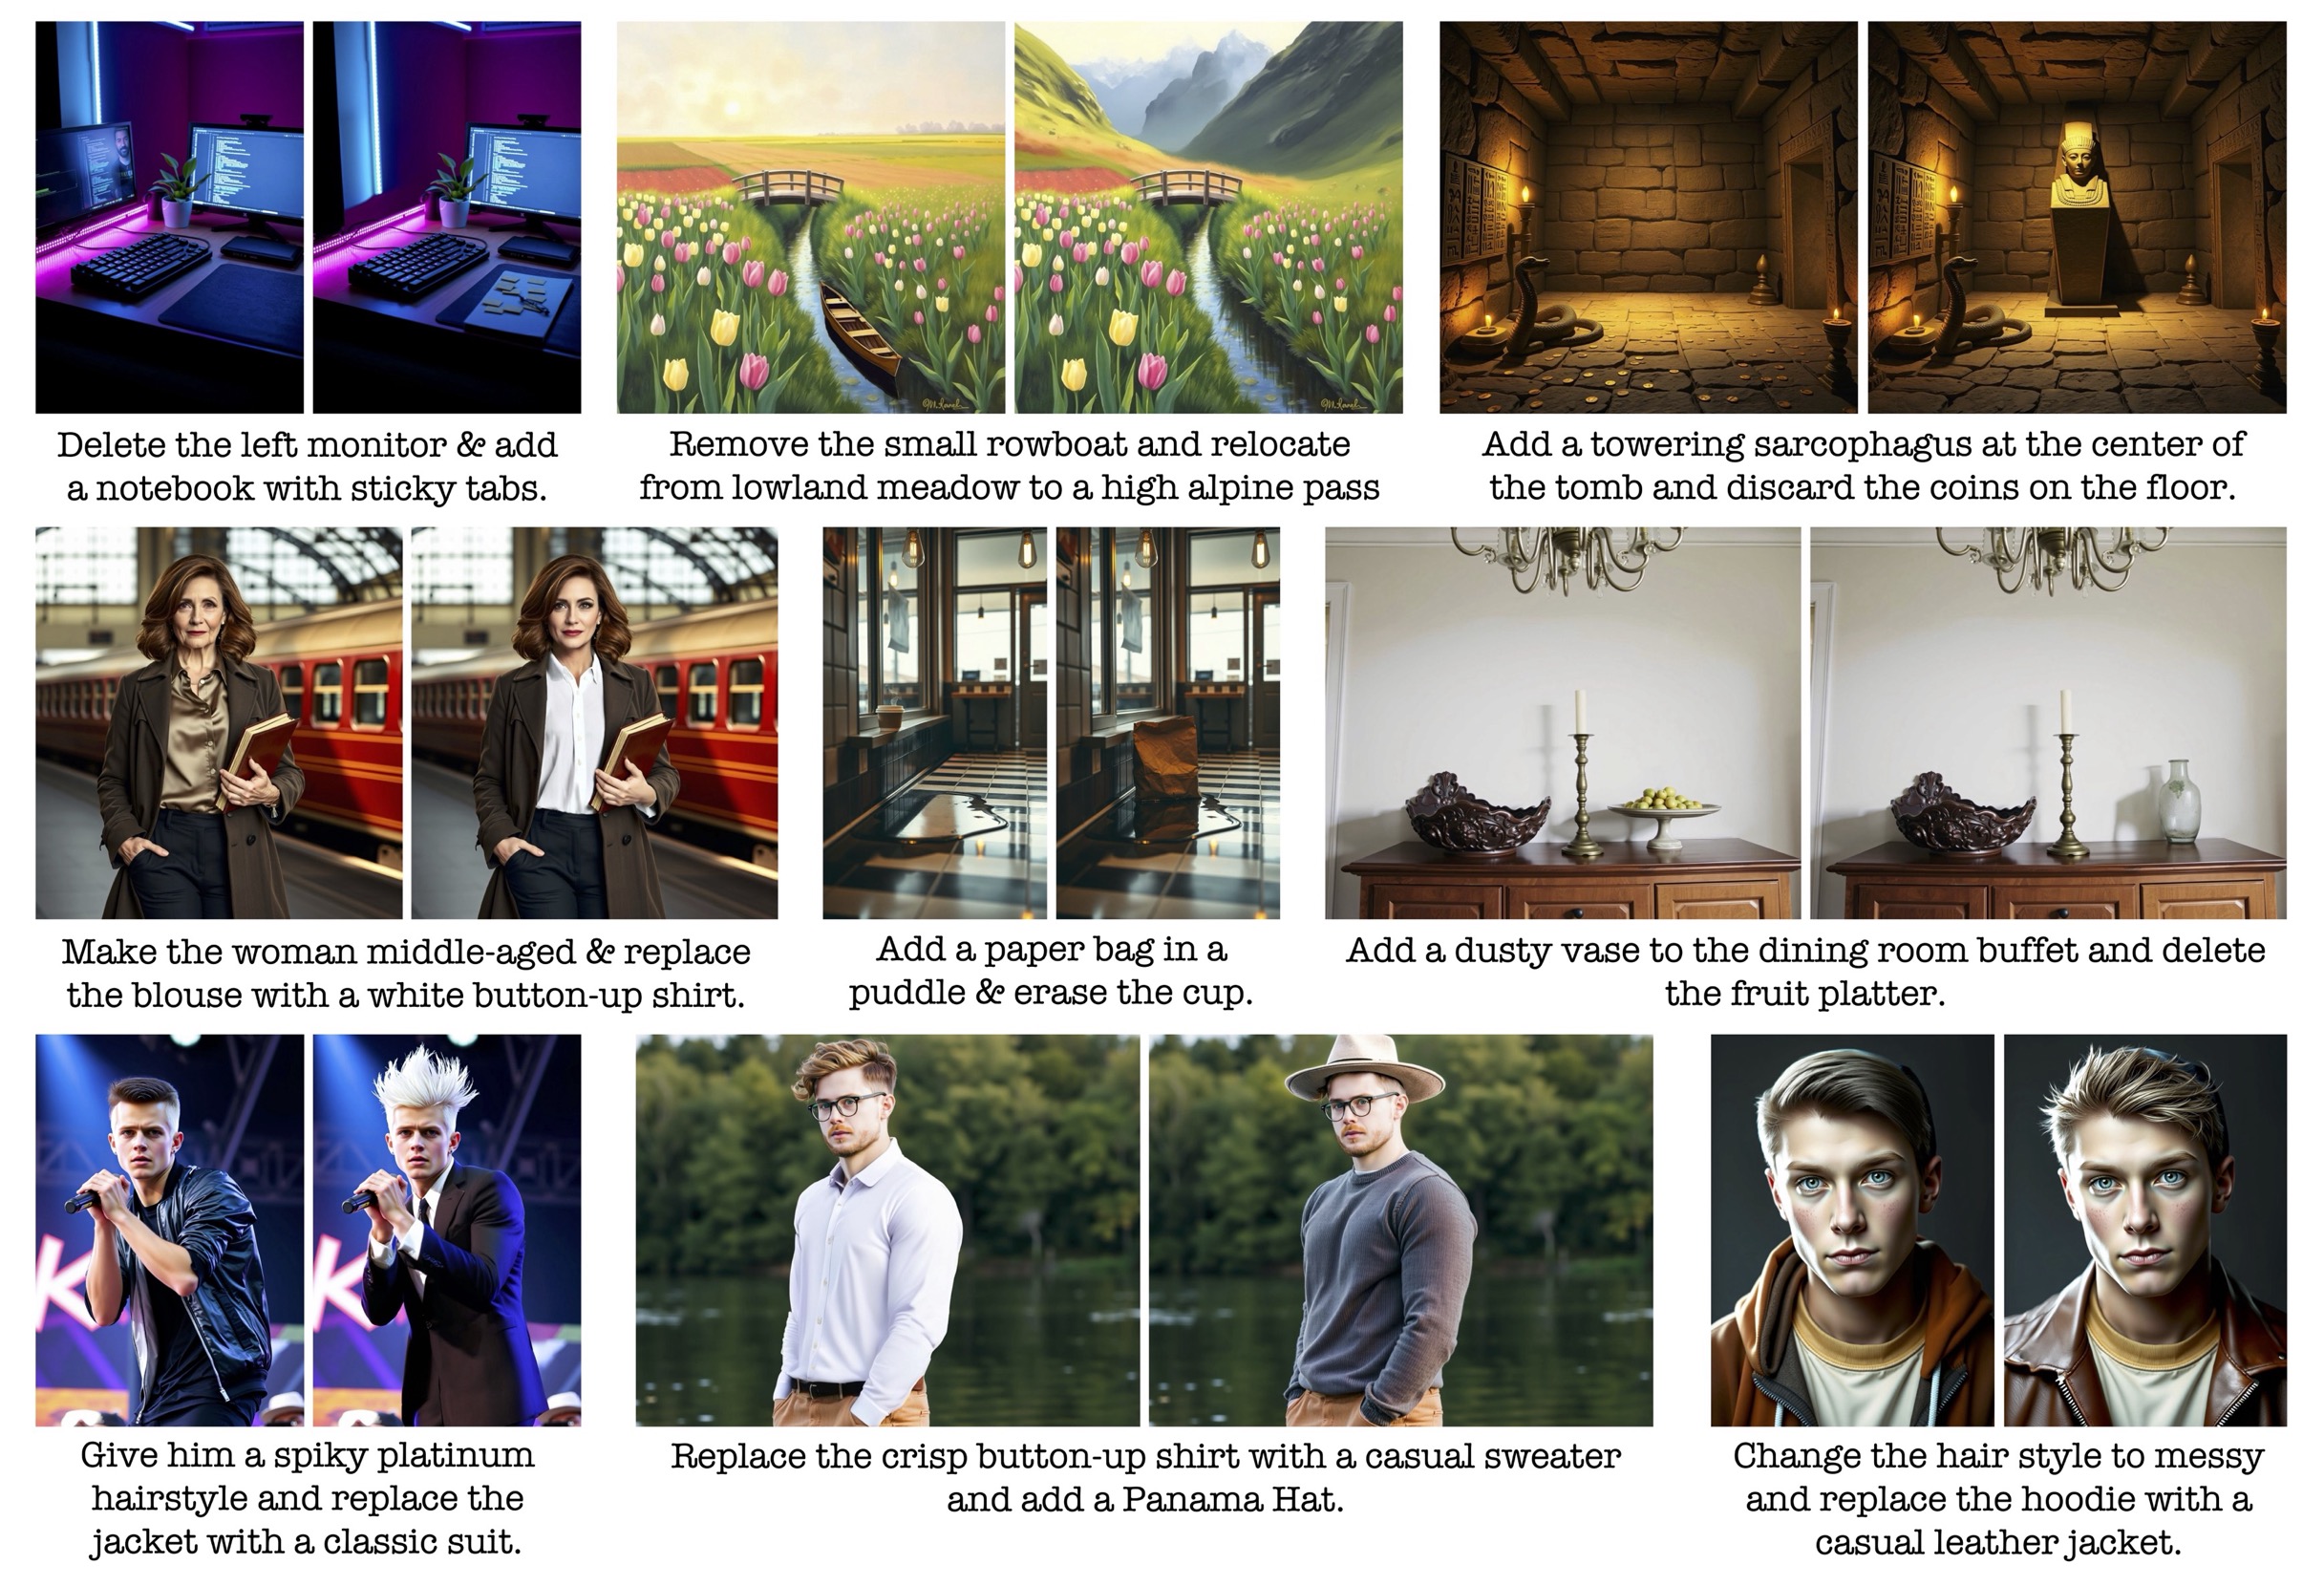 Delete the left monitor & add
a notebook with sticky tabs.
Remove the small rowboat and relocate
from lowland meadow to a high alpine pass
Add a towering sarcophagus at the center of
the tomb and discard the coins on the floor.
Make the woman middle-aged & replace
the blouse with a white button-up shirt.
Add a paper bag in a
puddle & erase the cup.
Add a dusty vase to the dining room buffet and delete
the fruit platter.
K
K
Give him a spiky platinum
hairstyle and replace the
jacket with a classic suit.
Replace the crisp button-up shirt with a casual sweater
and add a Panama Hat.
Change the hair style to messy
and replace the hoodie with a
casual leather jacket.